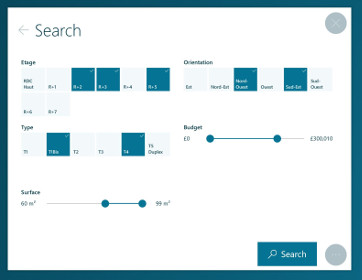 Search
Etage
RDC
Haut
R+1
R+2
R+3
R+4
R+5
R+6
R+7
Orientation
Est
Nord-Est
Nord-
Ouest
Ouest
Sud-Est
Sud-
Ouest
Type
T1
T1Bis
T2
T3
T4
T5
Duplex
Budget
£0
£300,010
Surface
60 m²
99 m²
Search